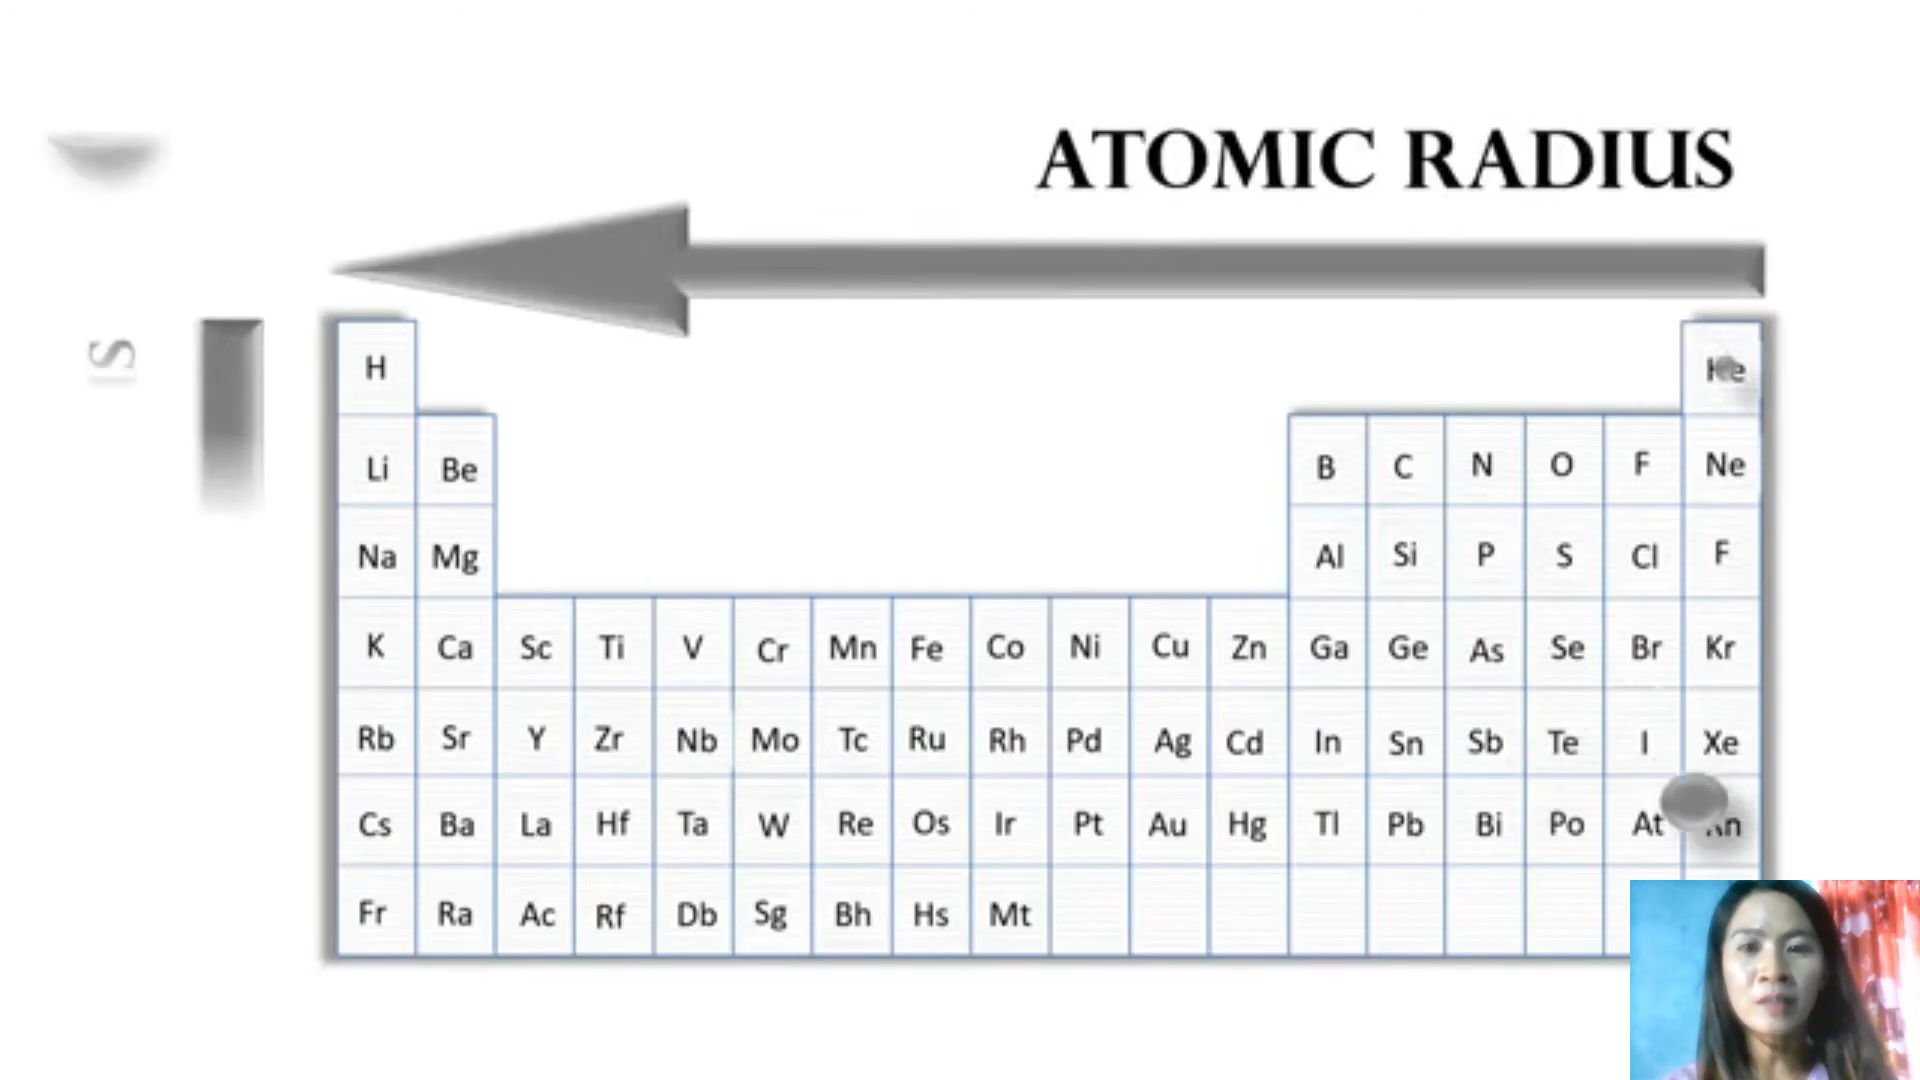 ATOMIC RADIUS
IS
H He
Li Be B C N O F Ne
Na Mg Al Si P S Cl F
K Ca Sc Ti V Cr Mn Fe Co Ni Cu Zn Ga Ge As Se Br Kr
Rb Sr Y Zr Nb Mo Tc Ru Rh Pd Ag Cd In Sn Sb Te I Xe
Cs Ba La Hf Ta W Re Os Ir Pt Au Hg Tl Pb Bi Po At Rn
Fr Ra Ac Rf Db Sg Bh Hs Mt